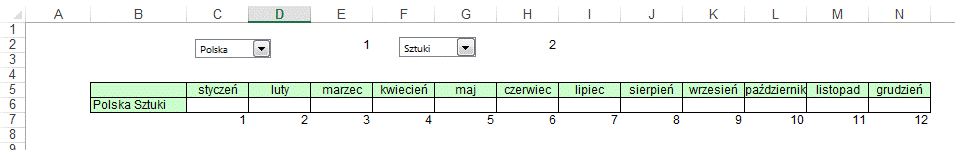 A B C D E F G H I J K L M N
1
2 Polska 1 Sztuki 2
3
4
5 styczeń luty marzec kwiecień maj czerwiec lipiec sierpień wrzesień październik listopad grudzień
6 Polska Sztuki
7 1 2 3 4 5 6 7 8 9 10 11 12
8
9